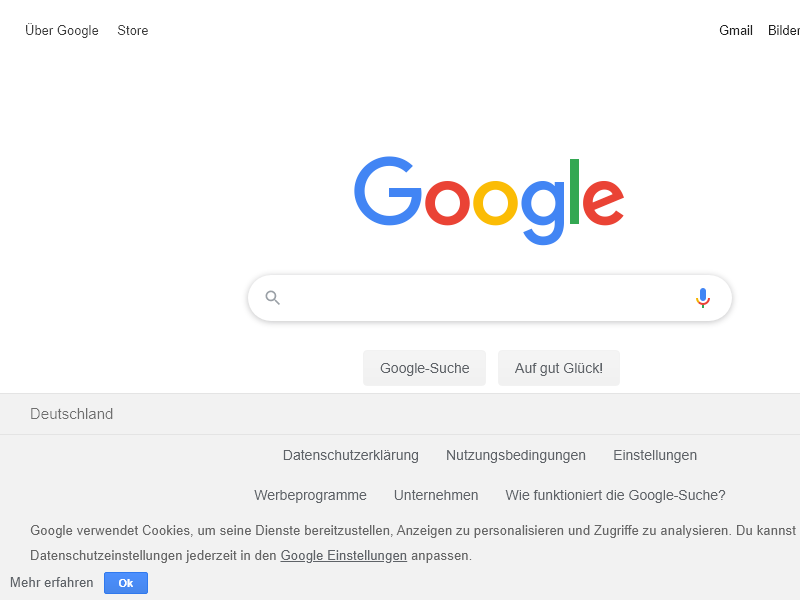 Über Google Store Gmail Bilder
Google
Google-Suche Auf gut Glück!
Deutschland
Datenschutzerklärung Nutzungsbedingungen Einstellungen
Werbeprogramme Unternehmen Wie funktioniert die Google-Suche?
Google verwendet Cookies, um seine Dienste bereitzustellen, Anzeigen zu personalisieren und Zugriffe zu analysieren. Du kannst
Datenschutzeinstellungen jederzeit in den Google Einstellungen anpassen.
Mehr erfahren Ok